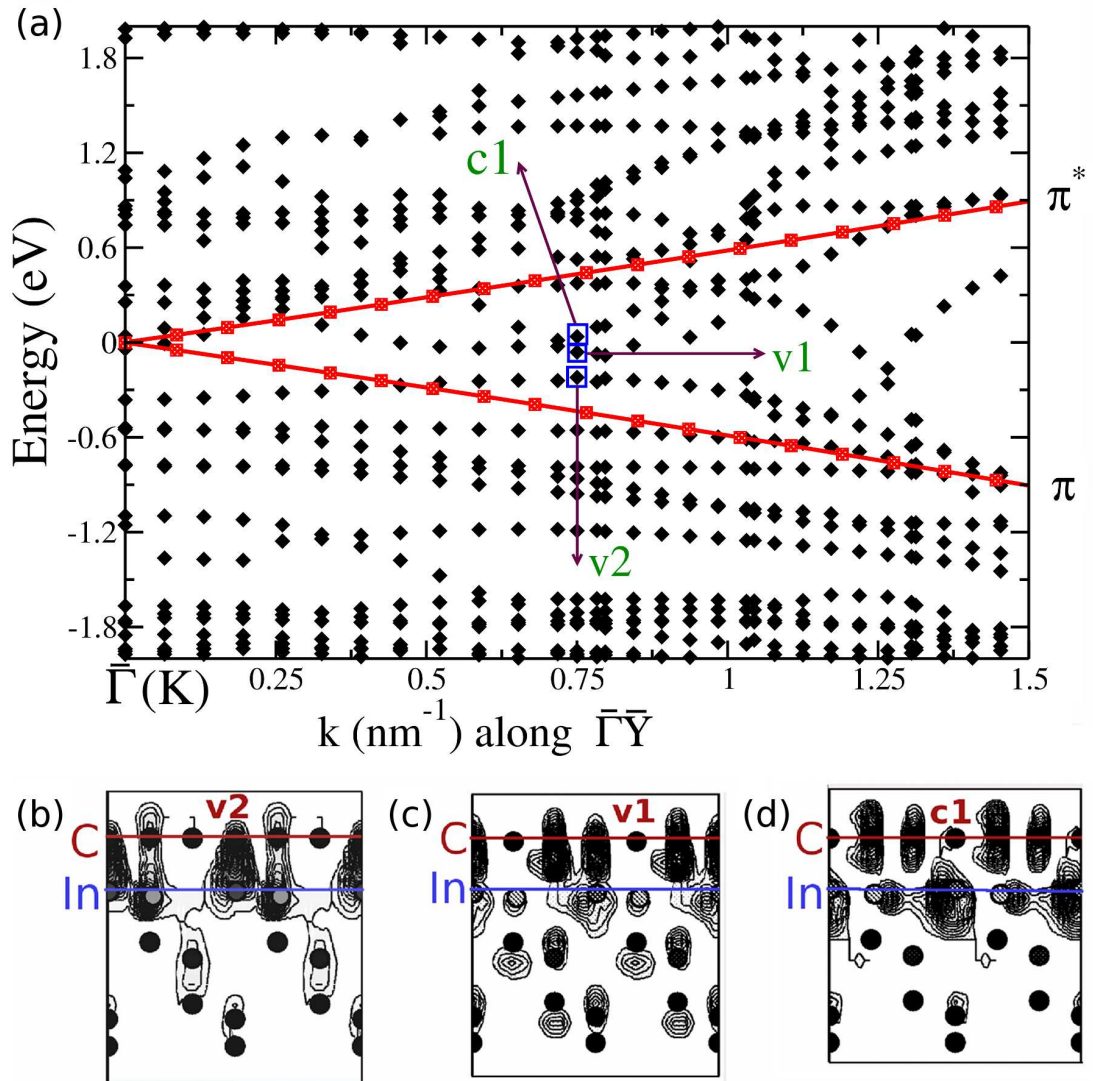 (a)
1.8
1.2
0.6
0
-0.6
-1.2
-1.8
Energy (eV)
c1
v1
v2
π*
π
Γ̄(K)
0.25
0.5
0.75
1
1.25
1.5
k (nm⁻¹) along Γ̄Ȳ
(b)
v2
C
In
(c)
v1
C
In
(d)
c1
C
In